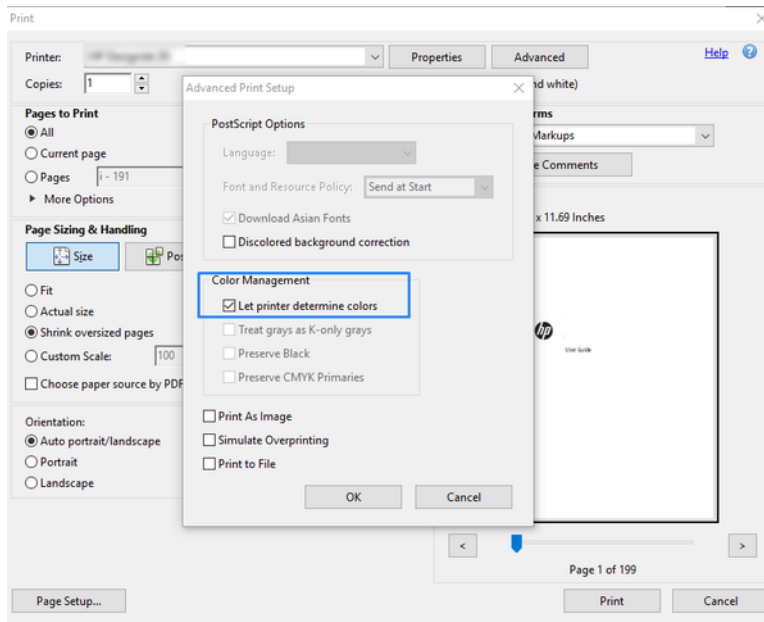 Print
Printer:
Properties
Advanced
Help
Copies:
1
nd white)
Advanced Print Setup
Pages to Print
All
Current page
Pages
i - 191
More Options
Page Sizing & Handling
Size
Pos
Fit
Actual size
Shrink oversized pages
Custom Scale:
100
Choose paper source by PDF
Orientation:
Auto portrait/landscape
Portrait
Landscape
PostScript Options
Language:
Font and Resource Policy:
Send at Start
Download Asian Fonts
Discolored background correction
Color Management
Let printer determine colors
Treat grays as K-only grays
Preserve Black
Preserve CMYK Primaries
Print As Image
Simulate Overprinting
Print to File
OK
Cancel
rms
Markups
e Comments
x 11.69 Inches
hp
User Guide
<
>
Page 1 of 199
Page Setup...
Print
Cancel